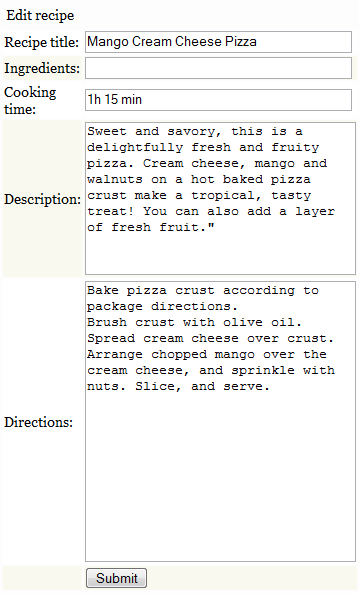 Edit recipe
Recipe title: Mango Cream Cheese Pizza
Ingredients:
Cooking
time:
1h 15 min
Description:
Sweet and savory, this is a
delightfully fresh and fruity
pizza. Cream cheese, mango and
walnuts on a hot baked pizza
crust make a tropical, tasty
treat! You can also add a layer
of fresh fruit."
Directions:
Bake pizza crust according to
package directions.
Brush crust with olive oil.
Spread cream cheese over crust.
Arrange chopped mango over the
cream cheese, and sprinkle with
nuts. Slice, and serve.
Submit